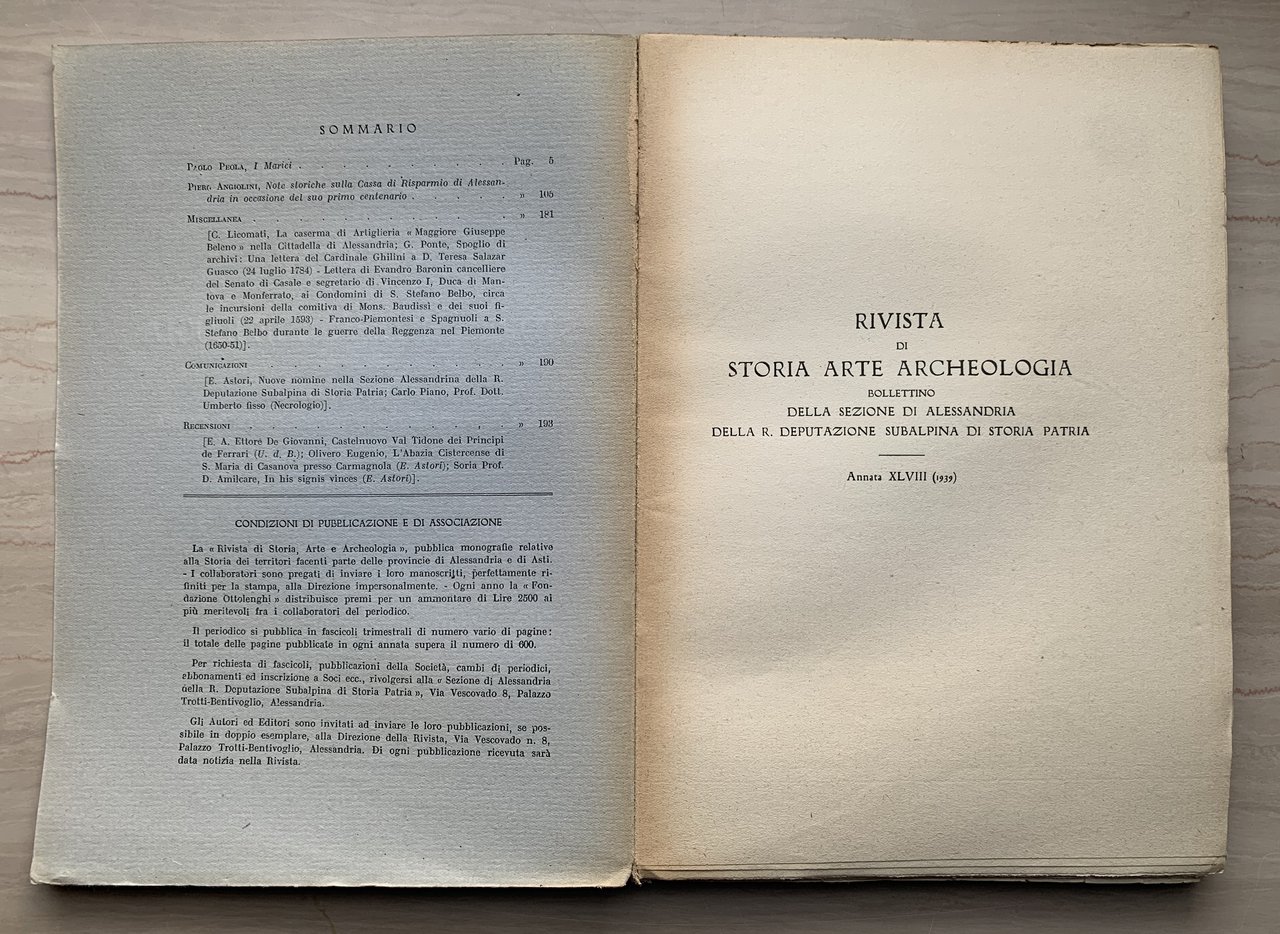 SOMMARIO
PAOLO PEOLA, I Marici . . . . . . . . . . Pag. 5
PIERO ANGIOLINI, Note storiche sulla Cassa di Risparmio di Alessan-
dria in occasione del suo primo centenario . . . . . » 105
MISCELLANEA . . . . . . . . . . . » 181
[C. Licomati, La caserma di Artiglieria « Maggiore Giuseppe
Beleno » nella Cittadella di Alessandria; G. Ponte, Spoglio di
archivi: Una lettera del Cardinale Ghilini a D. Teresa Salazar
Guasco (24 luglio 1784) - Lettera di Evandro Baronin cancelliere
del Senato di Casale e segretario di Vincenzo I, Duca di Man-
tova e Monferrato, ai Condomini di S. Stefano Belbo, circa
le incursioni della comitiva di Mons. Baudissi e dei suoi fi-
gliuoli (22 aprile 1593) - Franco-Piemontesi e Spagnuoli a S.
Stefano Belbo durante le guerre della Reggenza nel Piemonte
(1650-51)].
COMUNICAZIONI . . . . . . . . . . . » 190
[E. Astori, Nuove nomine nella Sezione Alessandrina della R.
Deputazione Subalpina di Storia Patria; Carlo Piano, Prof. Dott.
Umberto fisso (Necrologio)].
RECENSIONI . . . . . . . . . . . » 193
[E. A. Ettore De Giovanni, Castelnuovo Val Tidone dei Principi
de Ferrari (U. d. B.); Olivero Eugenio, L'Abazia Cistercense di
S. Maria di Casanova presso Carmagnola (E. Astori); Soria Prof.
D. Amilcare, In his signis vinces (E. Astori)].
CONDIZIONI DI PUBBLICAZIONE E DI ASSOCIAZIONE
La « Rivista di Storia, Arte e Archeologia », pubblica monografie relative
alla Storia dei territori facenti parte delle provincie di Alessandria e di Asti.
- I collaboratori sono pregati di inviare i loro manoscritti, perfettamente ri-
finiti per la stampa, alla Direzione impersonalmente. - Ogni anno la « Fon-
dazione Ottolenghi » distribuisce premi per un ammontare di Lire 2500 ai
più meritevoli fra i collaboratori del periodico.
Il periodico si pubblica in fascicoli trimestrali di numero vario di pagine:
il totale delle pagine pubblicate in ogni annata supera il numero di 600.
Per richiesta di fascicoli, pubblicazioni della Società, cambi di periodici,
abbonamenti ed inscrizione a Soci ecc., rivolgersi alla « Sezione di Alessandria
della R. Deputazione Subalpina di Storia Patria », Via Vescovado 8, Palazzo
Trotti-Bentivoglio, Alessandria.
Gli Autori ed Editori sono invitati ad inviare le loro pubblicazioni, se pos-
sibile in doppio esemplare, alla Direzione della Rivista, Via Vescovado n. 8,
Palazzo Trotti-Bentivoglio, Alessandria. Di ogni pubblicazione ricevuta sarà
data notizia nella Rivista.
RIVISTA
DI
STORIA ARTE ARCHEOLOGIA
BOLLETTINO
DELLA SEZIONE DI ALESSANDRIA
DELLA R. DEPUTAZIONE SUBALPINA DI STORIA PATRIA
Annata XLVIII (1939)